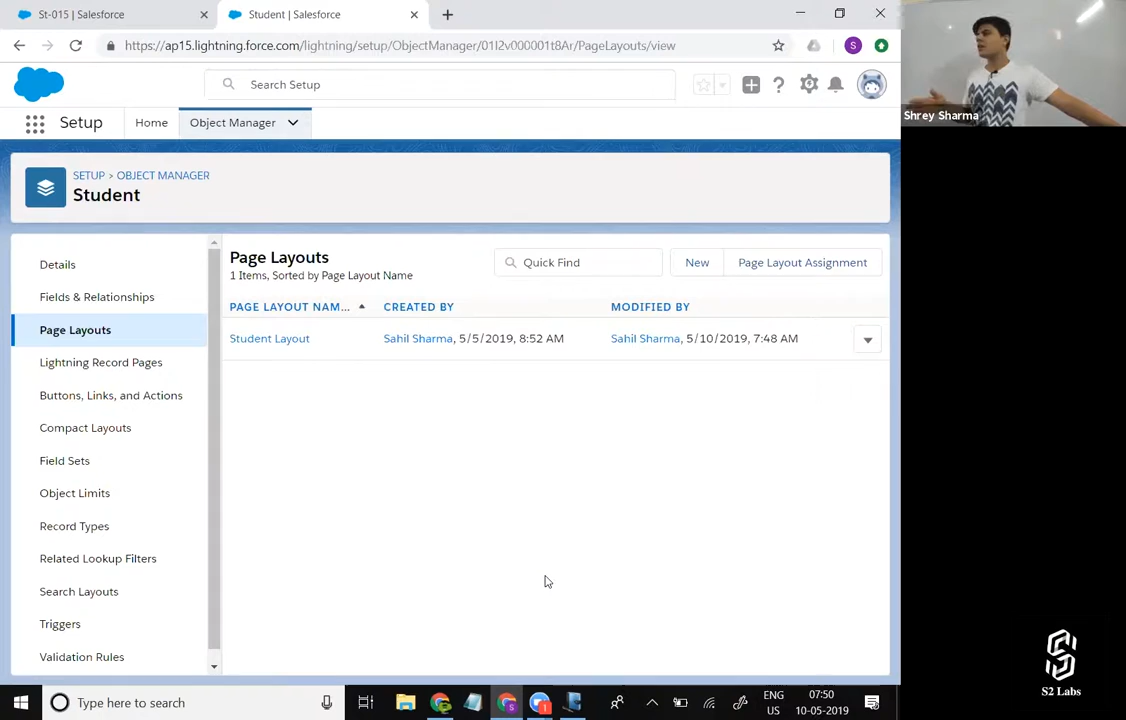 St-015 | Salesforce
Student | Salesforce
https://ap15.lightning.force.com/lightning/setup/ObjectManager/01I2v000001t8Ar/PageLayouts/view
S
Shrey Sharma
Search Setup
Setup
Home
Object Manager
SETUP > OBJECT MANAGER
Student
Details
Fields & Relationships
Page Layouts
Lightning Record Pages
Buttons, Links, and Actions
Compact Layouts
Field Sets
Object Limits
Record Types
Related Lookup Filters
Search Layouts
Triggers
Validation Rules
Page Layouts
1 Items, Sorted by Page Layout Name
Quick Find
New
Page Layout Assignment
PAGE LAYOUT NAM... CREATED BY MODIFIED BY
Student Layout Sahil Sharma, 5/5/2019, 8:52 AM Sahil Sharma, 5/10/2019, 7:48 AM
S2 Labs
Type here to search
ENG
US
07:50
10-05-2019